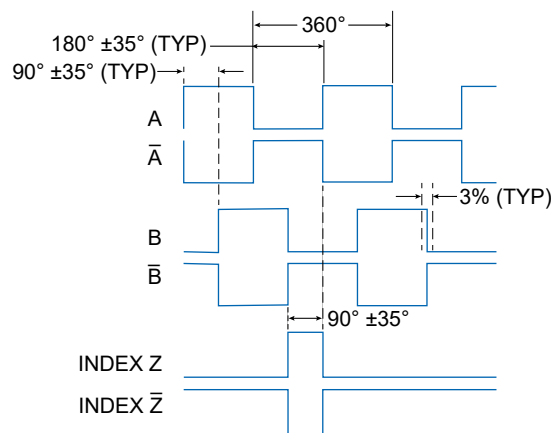 360°
180° ±35° (TYP)
90° ±35° (TYP)
A
A̅
3% (TYP)
B
B̅
90° ±35°
INDEX Z
INDEX Z̅